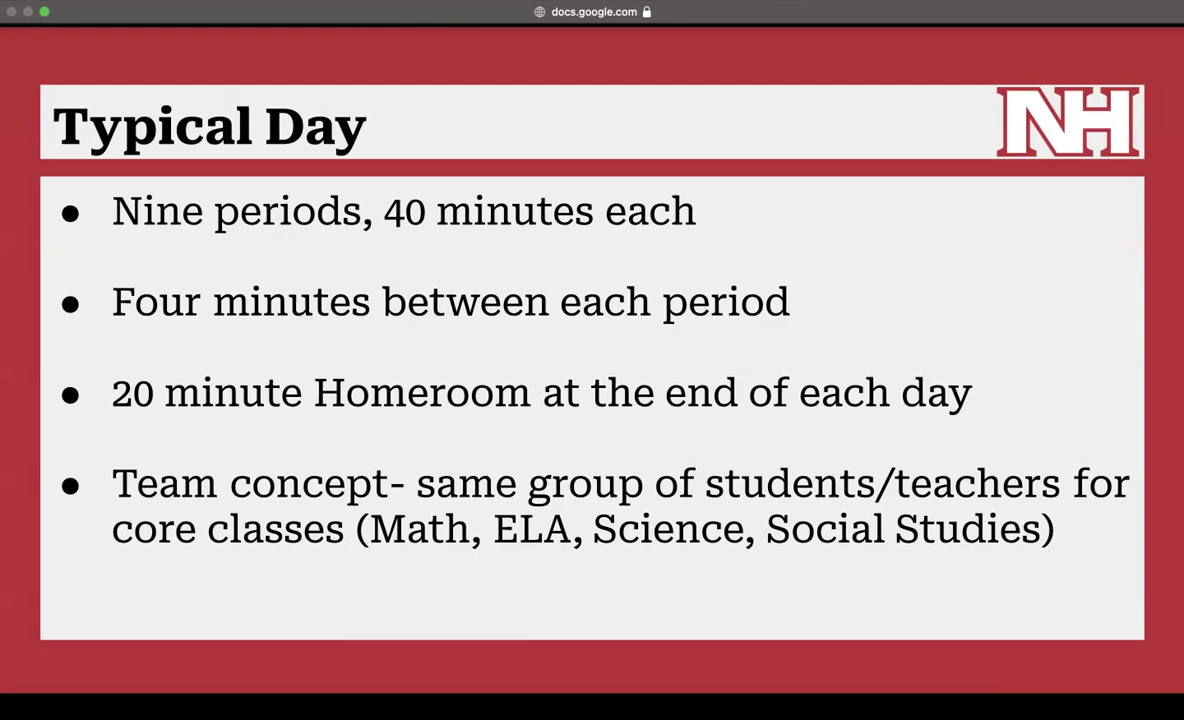 docs.google.com
Typical Day
NH
● Nine periods, 40 minutes each
● Four minutes between each period
● 20 minute Homeroom at the end of each day
● Team concept- same group of students/teachers for
core classes (Math, ELA, Science, Social Studies)